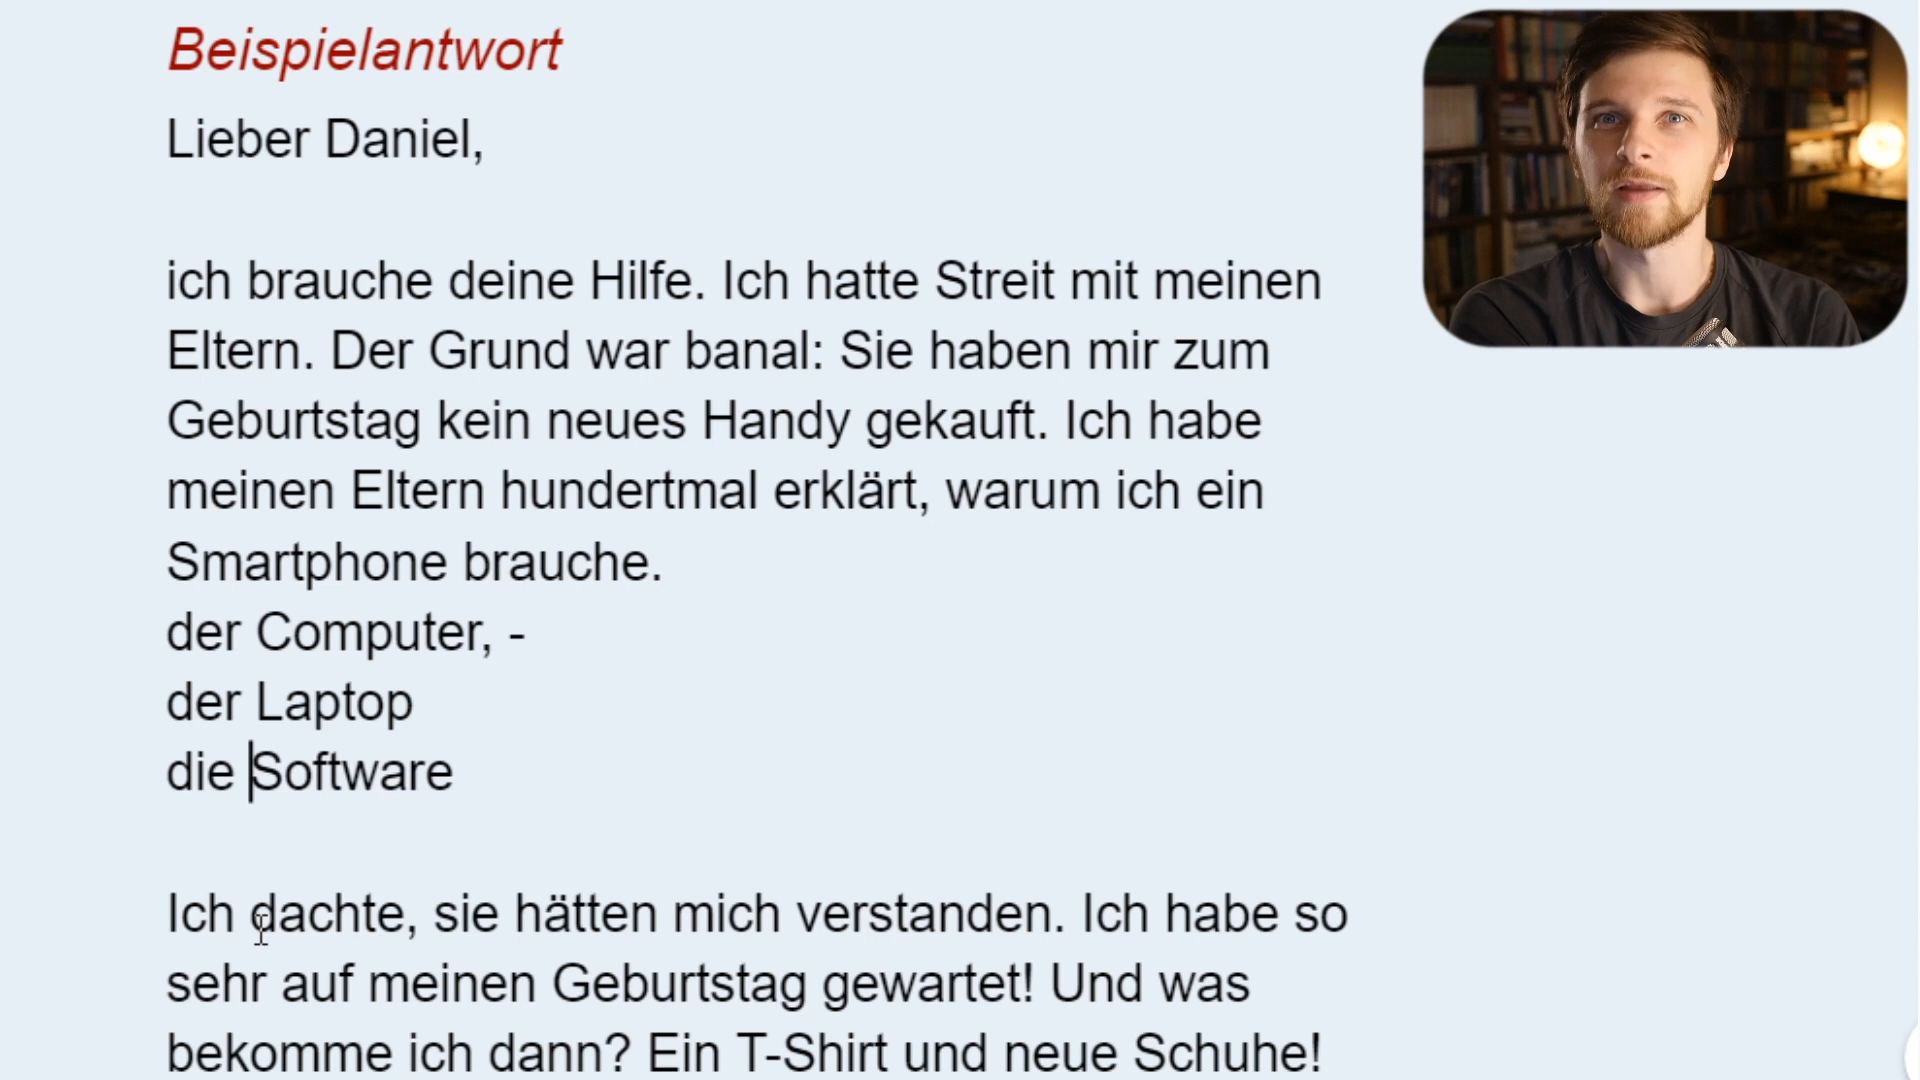 Beispielantwort
Lieber Daniel,
ich brauche deine Hilfe. Ich hatte Streit mit meinen
Eltern. Der Grund war banal: Sie haben mir zum
Geburtstag kein neues Handy gekauft. Ich habe
meinen Eltern hundertmal erklärt, warum ich ein
Smartphone brauche.
der Computer, -
der Laptop
die Software
Ich dachte, sie hätten mich verstanden. Ich habe so
sehr auf meinen Geburtstag gewartet! Und was
bekomme ich dann? Ein T-Shirt und neue Schuhe!